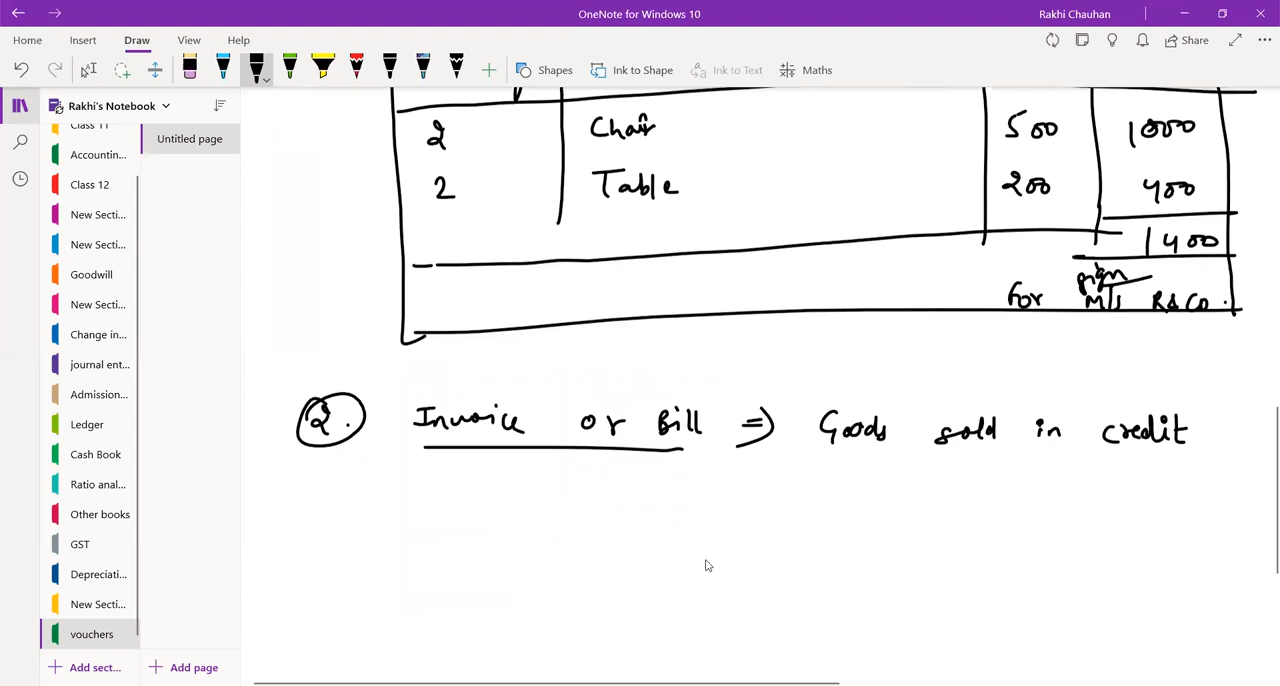 OneNote for Windows 10
Rakhi Chauhan
Home Insert Draw View Help
Share
Shapes Ink to Shape Ink to Text Maths
Rakhi's Notebook
Class 11
Accountin...
Class 12
New Secti...
New Secti...
Goodwill
New Secti...
Change in...
journal ent...
Admission...
Ledger
Cash Book
Ratio anal...
Other books
GST
Depreciati...
New Secti...
vouchers
Add sect...
Untitled page
Add page
2 Chair 500 1000
2 Table 200 400
1400
sign
For M/s R & Co.
2. Invoice or Bill => Goods sold in credit